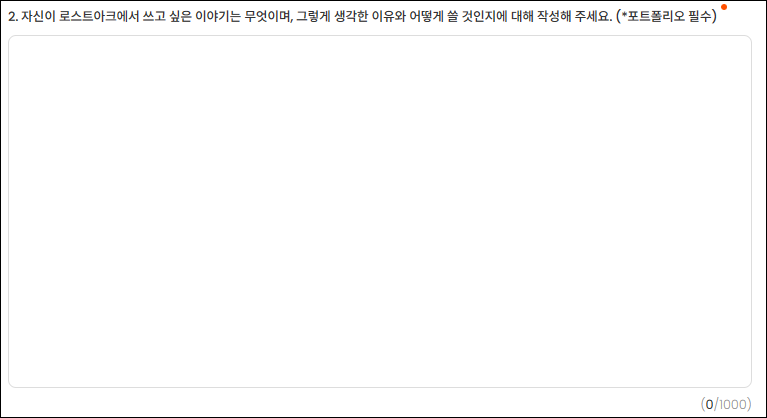 2. 자신이 로스트아크에서 쓰고 싶은 이야기는 무엇이며, 그렇게 생각한 이유와 어떻게 쓸 것인지에 대해 작성해 주세요. (*포트폴리오 필수)
(0/1000)